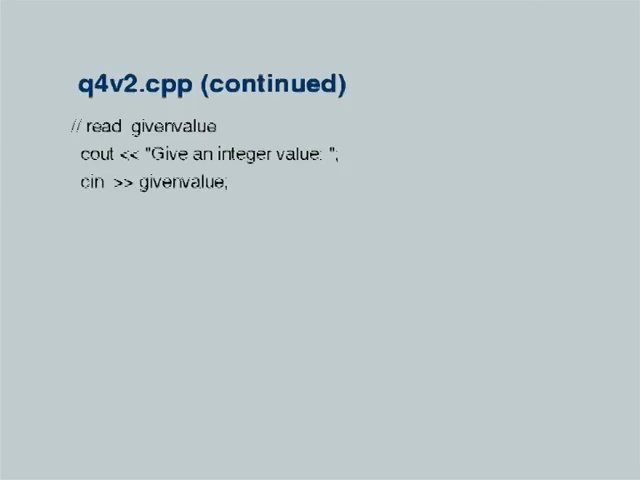 q4v2.cpp (continued)
// read givenvalue
cout << "Give an integer value: ";
cin >> givenvalue;